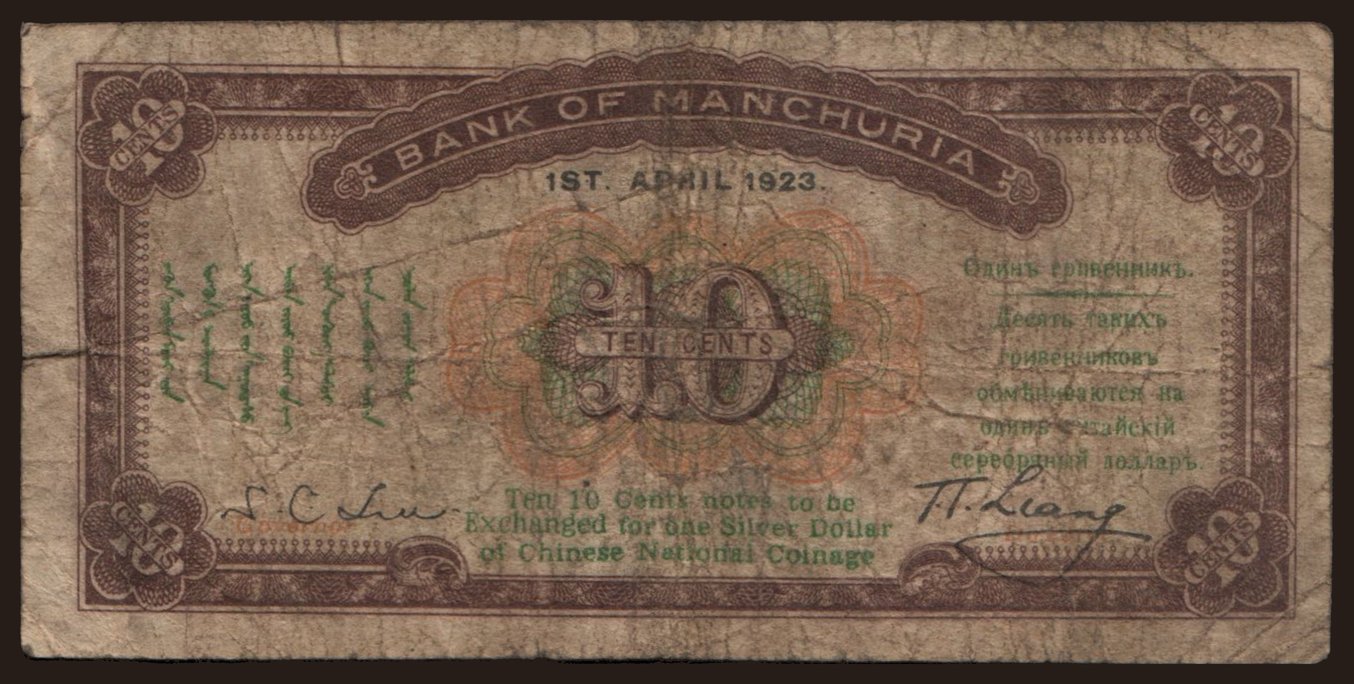 BANK OF MANCHURIA
1ST. APRIL 1923.
10
CENTS
10
CENTS
10
TEN CENTS
Одинъ гривенникъ.
Десять такихъ
гривенниковъ
обмѣниваются на
одинъ китайскій
серебряный долларъ.
S. C. Liu
T. Liang
Ten 10 Cents notes to be
Exchanged for one Silver Dollar
of Chinese National Coinage
10
CENTS
10
CENTS